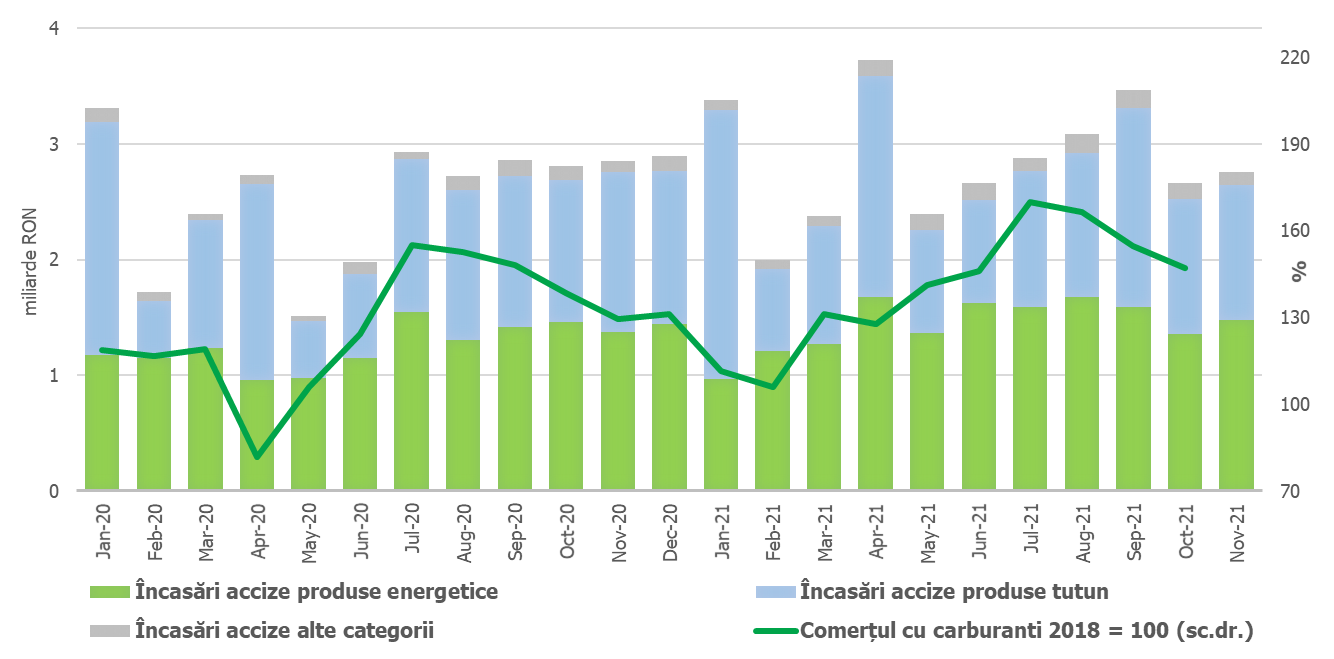 4
3
2
1
0
miliarde RON
220
190
160
130
100
70
%
Jan-20
Feb-20
Mar-20
Apr-20
May-20
Jun-20
Jul-20
Aug-20
Sep-20
Oct-20
Nov-20
Dec-20
Jan-21
Feb-21
Mar-21
Apr-21
May-21
Jun-21
Jul-21
Aug-21
Sep-21
Oct-21
Nov-21
Încasări accize produse energetice
Încasări accize produse tutun
Încasări accize alte categorii
Comerțul cu carburanti 2018 = 100 (sc.dr.)